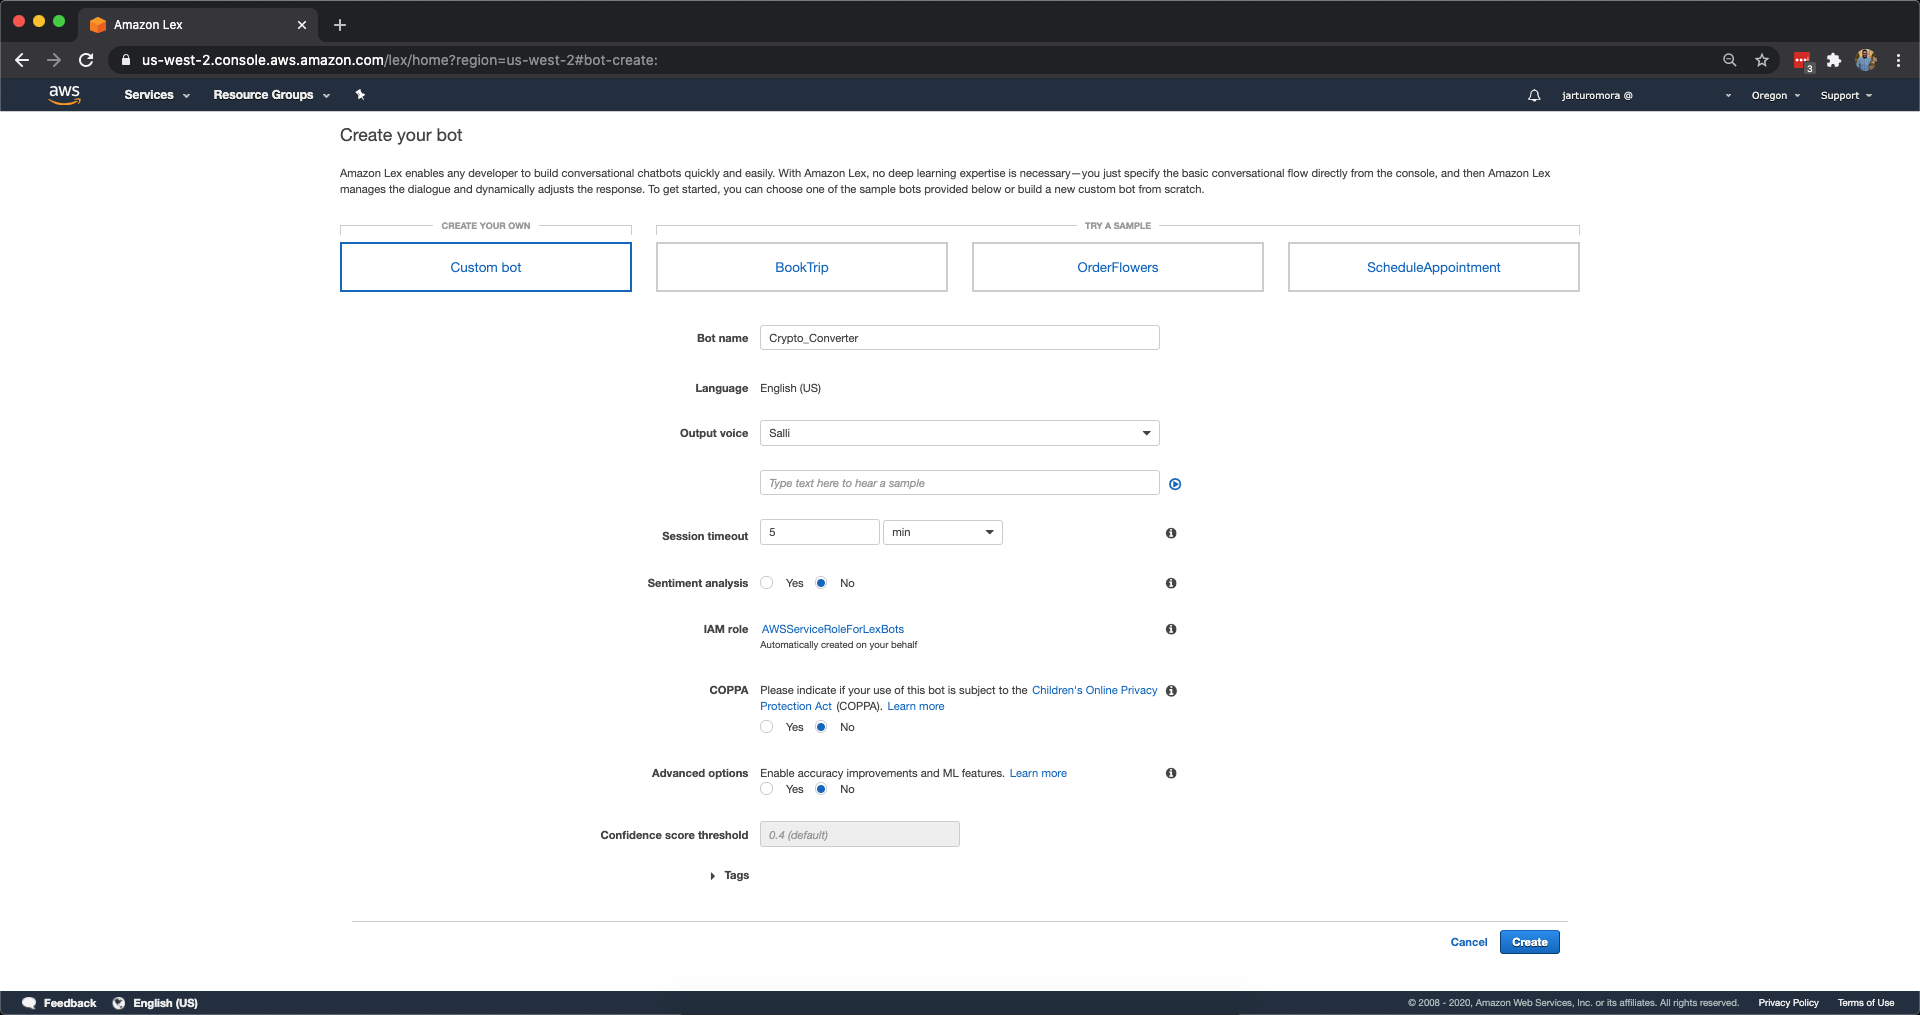 Amazon Lex
us-west-2.console.aws.amazon.com/lex/home?region=us-west-2#bot-create:
3
aws Services Resource Groups jarturomora @ Oregon Support
Create your bot
Amazon Lex enables any developer to build conversational chatbots quickly and easily. With Amazon Lex, no deep learning expertise is necessary—you just specify the basic conversational flow directly from the console, and then Amazon Lex
manages the dialogue and dynamically adjusts the response. To get started, you can choose one of the sample bots provided below or build a new custom bot from scratch.
CREATE YOUR OWN TRY A SAMPLE
Custom bot BookTrip OrderFlowers ScheduleAppointment
Bot name Crypto_Converter
Language English (US)
Output voice Salli
Type text here to hear a sample
Session timeout 5 min
Sentiment analysis Yes No
IAM role AWSServiceRoleForLexBots
Automatically created on your behalf
COPPA Please indicate if your use of this bot is subject to the Children's Online Privacy
Protection Act (COPPA). Learn more
Yes No
Advanced options Enable accuracy improvements and ML features. Learn more
Yes No
Confidence score threshold 0.4 (default)
Tags
Cancel Create
Feedback English (US) © 2008 - 2020, Amazon Web Services, Inc. or its affiliates. All rights reserved. Privacy Policy Terms of Use